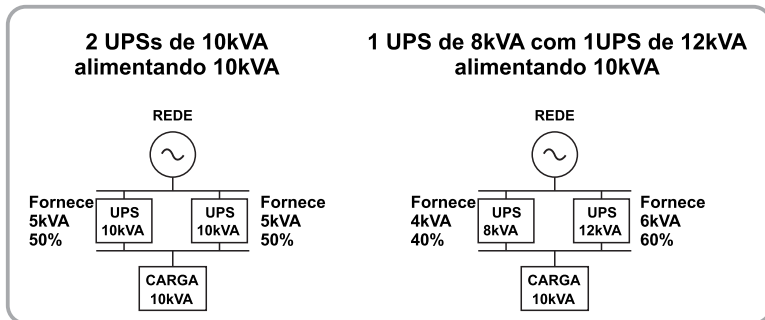 2 UPSs de 10kVA
alimentando 10kVA
REDE
Fornece
5kVA
50%
UPS
10kVA
UPS
10kVA
Fornece
5kVA
50%
CARGA
10kVA
1 UPS de 8kVA com 1UPS de 12kVA
alimentando 10kVA
REDE
Fornece
4kVA
40%
UPS
8kVA
UPS
12kVA
Fornece
6kVA
60%
CARGA
10kVA